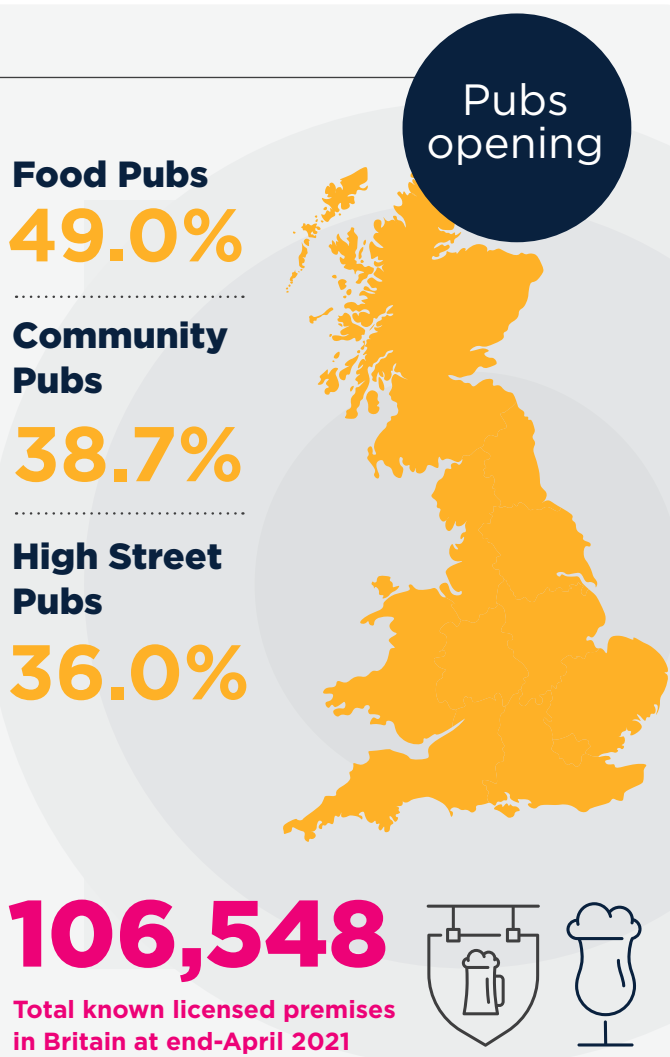 Pubs
opening
Food Pubs
49.0%
Community
Pubs
38.7%
High Street
Pubs
36.0%
106,548
Total known licensed premises
in Britain at end-April 2021